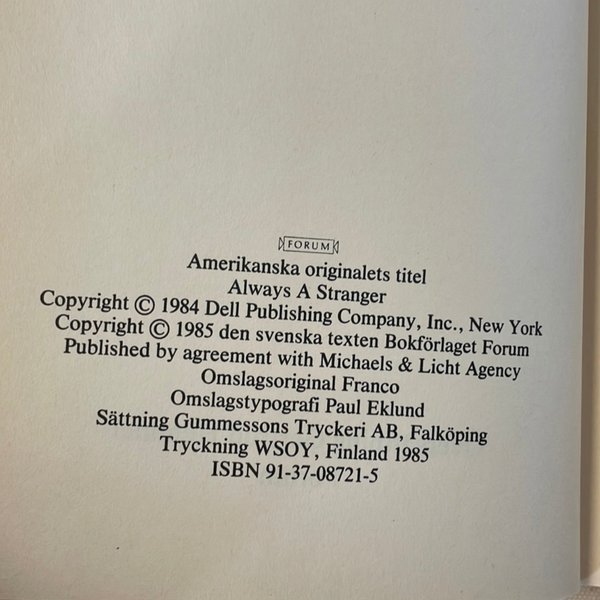 FORUM
Amerikanska originalets titel
Always A Stranger
Copyright © 1984 Dell Publishing Company, Inc., New York
Copyright © 1985 den svenska texten Bokförlaget Forum
Published by agreement with Michaels & Licht Agency
Omslagsoriginal Franco
Omslagstypografi Paul Eklund
Sättning Gummessons Tryckeri AB, Falköping
Tryckning WSOY, Finland 1985
ISBN 91-37-08721-5